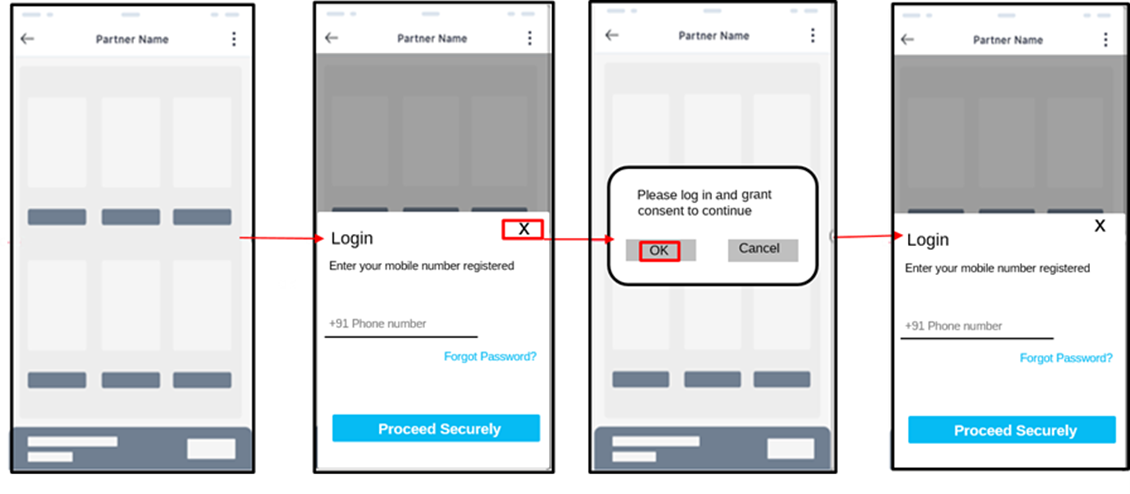 Partner Name
Partner Name
Login
X
Enter your mobile number registered
+91 Phone number
Forgot Password?
Proceed Securely
Partner Name
Please log in and grant
consent to continue
OK
Cancel
Partner Name
X
Login
Enter your mobile number registered
+91 Phone number
Forgot Password?
Proceed Securely